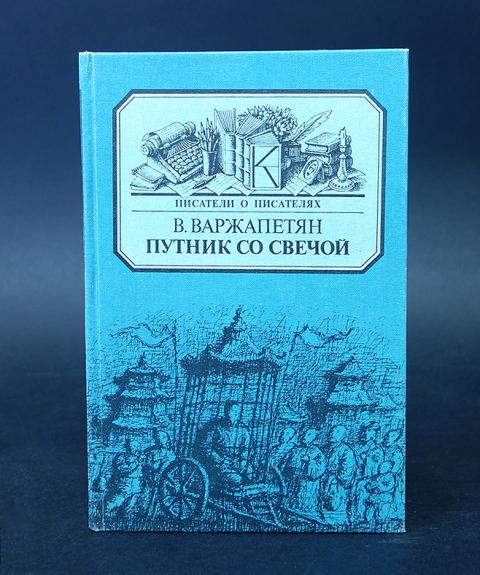 К
ПИСАТЕЛИ О ПИСАТЕЛЯХ
В. ВАРЖАПЕТЯН
ПУТНИК СО СВЕЧОЙ